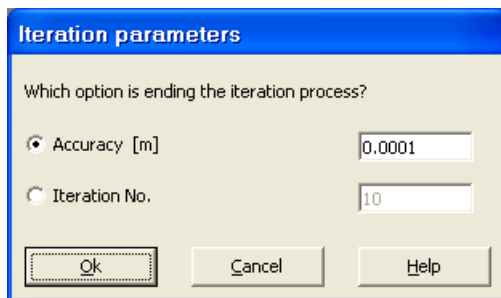 Iteration parameters
Which option is ending the iteration process?
Accuracy [m] 0.0001
Iteration No. 10
Ok Cancel Help